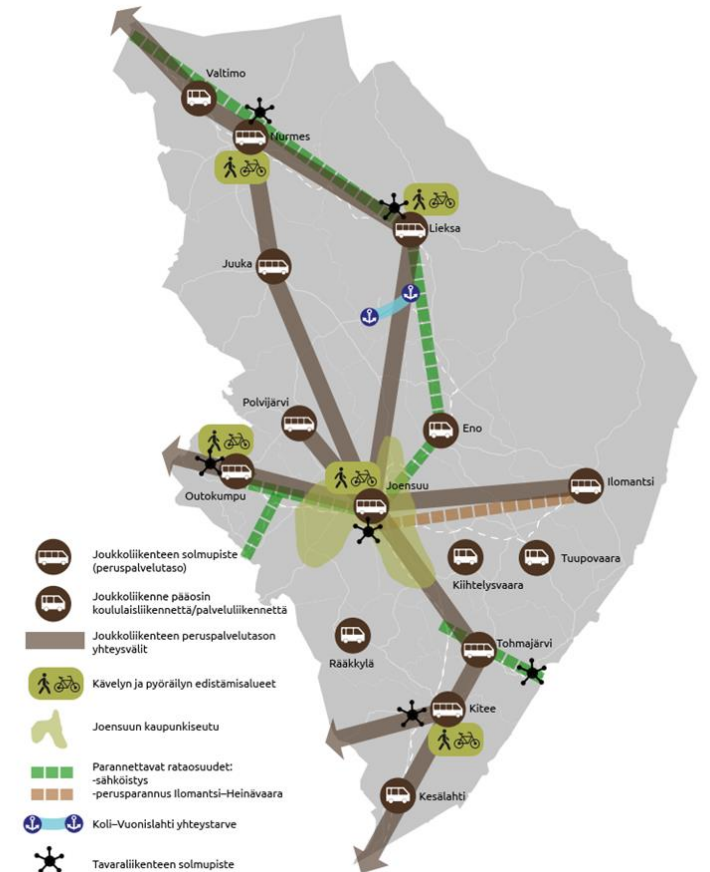 Valtimo
Nurmes
Lieksa
Juuka
Polvijärvi
Eno
Outokumpu
Joensuu
Ilomantsi
Kiihtelysvaara
Tuupovaara
Rääkkylä
Tohmajärvi
Kitee
Kesälahti
Joukkoliikenteen solmupiste
(peruspalvelutaso)
Joukkoliikenne pääosin
koululaisliikennettä/palveluliikennettä
Joukkoliikenteen peruspalvelutason
yhteysvälit
Kävelyn ja pyöräilyn edistämisalueet
Joensuun kaupunkiseutu
Parannettavat rataosuudet:
-sähköistys
-perusparannus Ilomantsi–Heinävaara
Koli–Vuonislahti yhteystarve
Tavaraliikenteen solmupiste